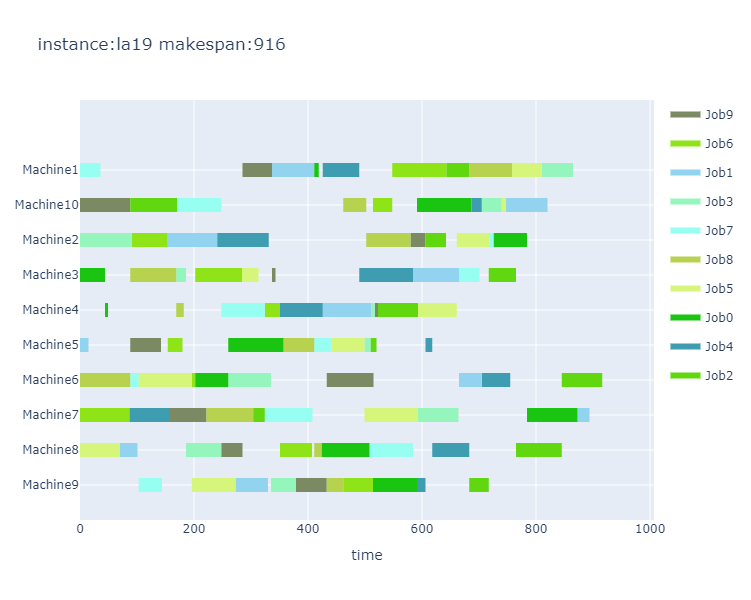 instance:la19 makespan:916
Machine1
Machine10
Machine2
Machine3
Machine4
Machine5
Machine6
Machine7
Machine8
Machine9
0
200
400
600
800
1000
time
Job9
Job6
Job1
Job3
Job7
Job8
Job5
Job0
Job4
Job2